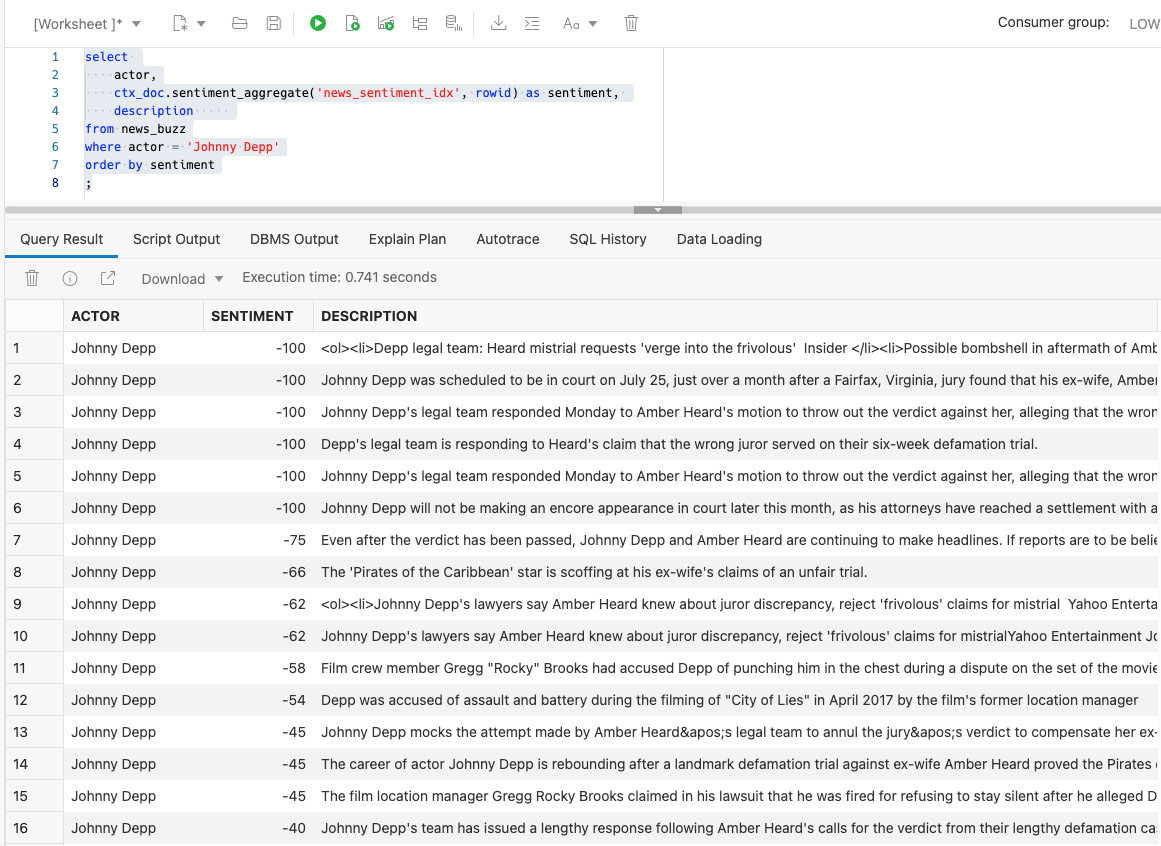 [Worksheet ]* Aa Consumer group: LOW
1 select
2 actor,
3 ctx_doc.sentiment_aggregate('news_sentiment_idx', rowid) as sentiment,
4 description
5 from news_buzz
6 where actor = 'Johnny Depp'
7 order by sentiment
8 ;
Query Result Script Output DBMS Output Explain Plan Autotrace SQL History Data Loading
Download Execution time: 0.741 seconds
ACTOR SENTIMENT DESCRIPTION
1 Johnny Depp -100 <ol><li>Depp legal team: Heard mistrial requests 'verge into the frivolous'  Insider </li><li>Possible bombshell in aftermath of Amb
2 Johnny Depp -100 Johnny Depp was scheduled to be in court on July 25, just over a month after a Fairfax, Virginia, jury found that his ex-wife, Amber
3 Johnny Depp -100 Johnny Depp's legal team responded Monday to Amber Heard's motion to throw out the verdict against her, alleging that the wron
4 Johnny Depp -100 Depp's legal team is responding to Heard's claim that the wrong juror served on their six-week defamation trial.
5 Johnny Depp -100 Johnny Depp's legal team responded Monday to Amber Heard's motion to throw out the verdict against her, alleging that the wron
6 Johnny Depp -100 Johnny Depp will not be making an encore appearance in court later this month, as his attorneys have reached a settlement with a
7 Johnny Depp -75 Even after the verdict has been passed, Johnny Depp and Amber Heard are continuing to make headlines. If reports are to be belie
8 Johnny Depp -66 The 'Pirates of the Caribbean' star is scoffing at his ex-wife's claims of an unfair trial.
9 Johnny Depp -62 <ol><li>Johnny Depp's lawyers say Amber Heard knew about juror discrepancy, reject 'frivolous' claims for mistrial  Yahoo Enterta
10 Johnny Depp -62 Johnny Depp's lawyers say Amber Heard knew about juror discrepancy, reject 'frivolous' claims for mistrialYahoo Entertainment Jo
11 Johnny Depp -58 Film crew member Gregg "Rocky" Brooks had accused Depp of punching him in the chest during a dispute on the set of the movie
12 Johnny Depp -54 Depp was accused of assault and battery during the filming of "City of Lies" in April 2017 by the film's former location manager
13 Johnny Depp -45 Johnny Depp mocks the attempt made by Amber Heard&apos;s legal team to annul the jury&apos;s verdict to compensate her ex-
14 Johnny Depp -45 The career of actor Johnny Depp is rebounding after a landmark defamation trial against ex-wife Amber Heard proved the Pirates
15 Johnny Depp -45 The film location manager Gregg Rocky Brooks claimed in his lawsuit that he was fired for refusing to stay silent after he alleged D
16 Johnny Depp -40 Johnny Depp's team has issued a lengthy response following Amber Heard's calls for the verdict from their lengthy defamation ca